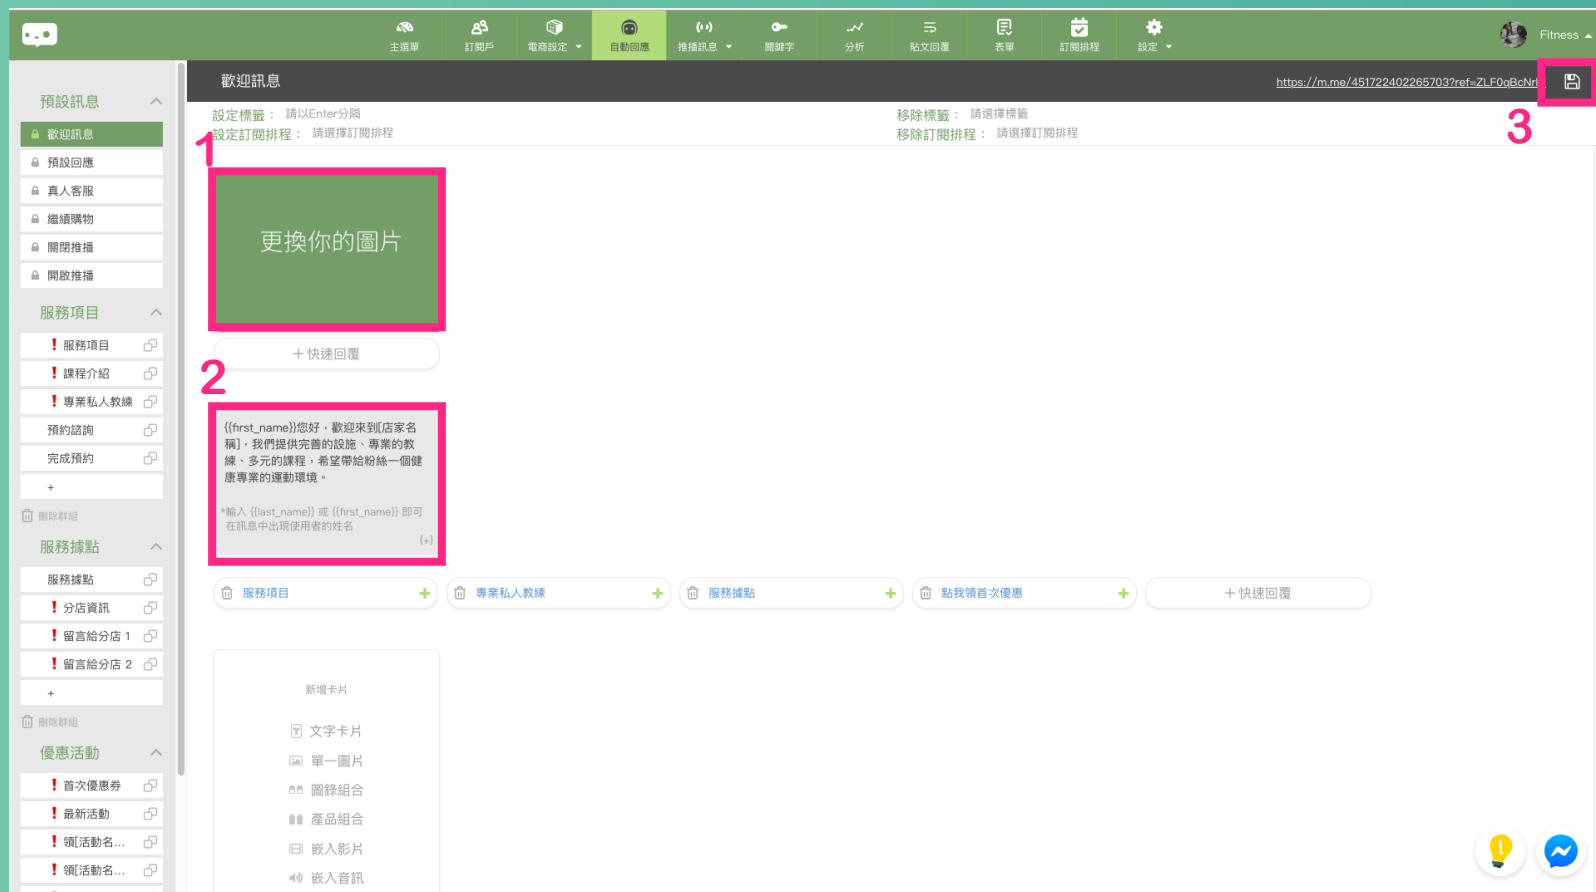 主選單
訂閱戶
電商設定
自動回應
推播訊息
關鍵字
分析
貼文回覆
表單
訂閱排程
設定
Fitness
預設訊息
歡迎訊息
預設回應
真人客服
繼續購物
關閉推播
開啟推播
服務項目
❗服務項目
❗課程介紹
❗專業私人教練
預約諮詢
完成預約
+
刪除群組
服務據點
服務據點
❗分店資訊
❗留言給分店 1
❗留言給分店 2
+
刪除群組
優惠活動
❗首次優惠券
❗最新活動
❗領[活動名...
❗領[活動名...
歡迎訊息
https://m.me/451722402265703?ref=ZLF0qBcNr
3
設定標籤： 請以Enter分隔
移除標籤： 請選擇標籤
設定訂閱排程： 請選擇訂閱排程
移除訂閱排程： 請選擇訂閱排程
1
更換你的圖片
+ 快速回覆
2
{{first_name}}您好，歡迎來到[店家名
稱]，我們提供完善的設施、專業的教
練、多元的課程，希望帶給粉絲一個健
康專業的運動環境。
*輸入 {{last_name}} 或 {{first_name}} 即可
在訊息中出現使用者的姓名
{+}
服務項目 +
專業私人教練 +
服務據點 +
點我領首次優惠 +
+ 快速回覆
新增卡片
文字卡片
單一圖片
圖錄組合
產品組合
嵌入影片
嵌入音訊